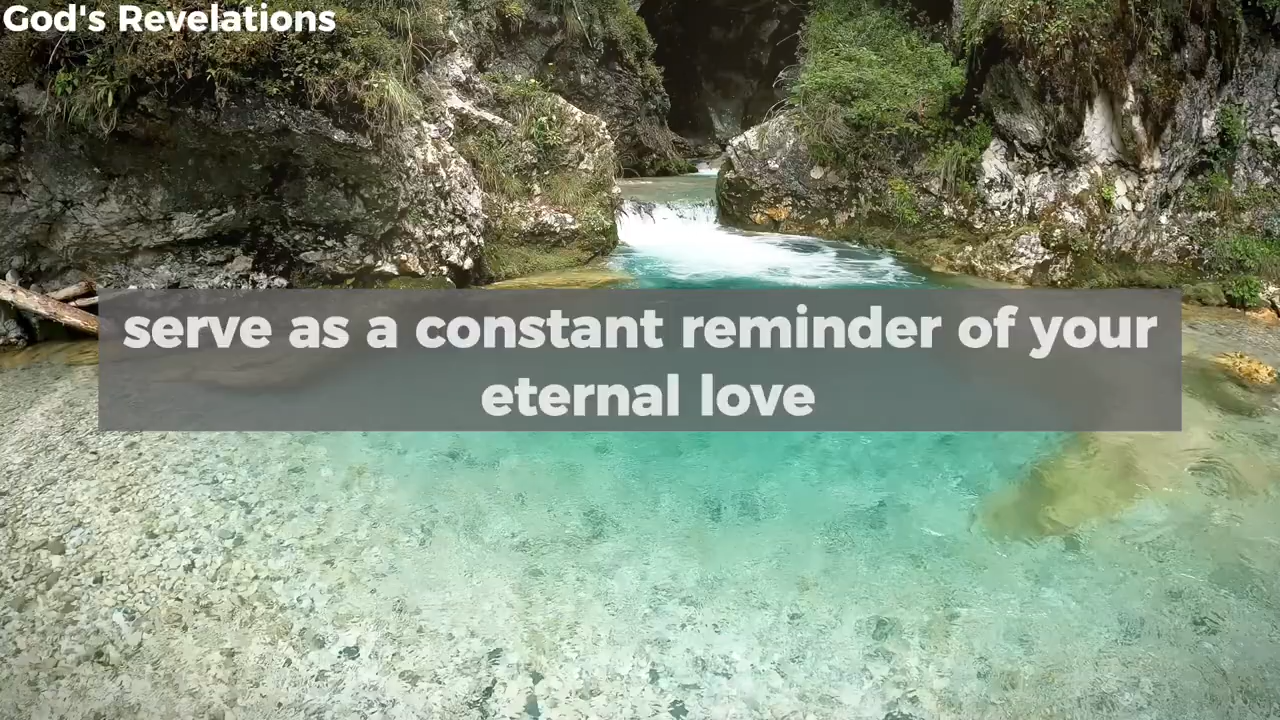 God's Revelations
serve as a constant reminder of your
eternal love